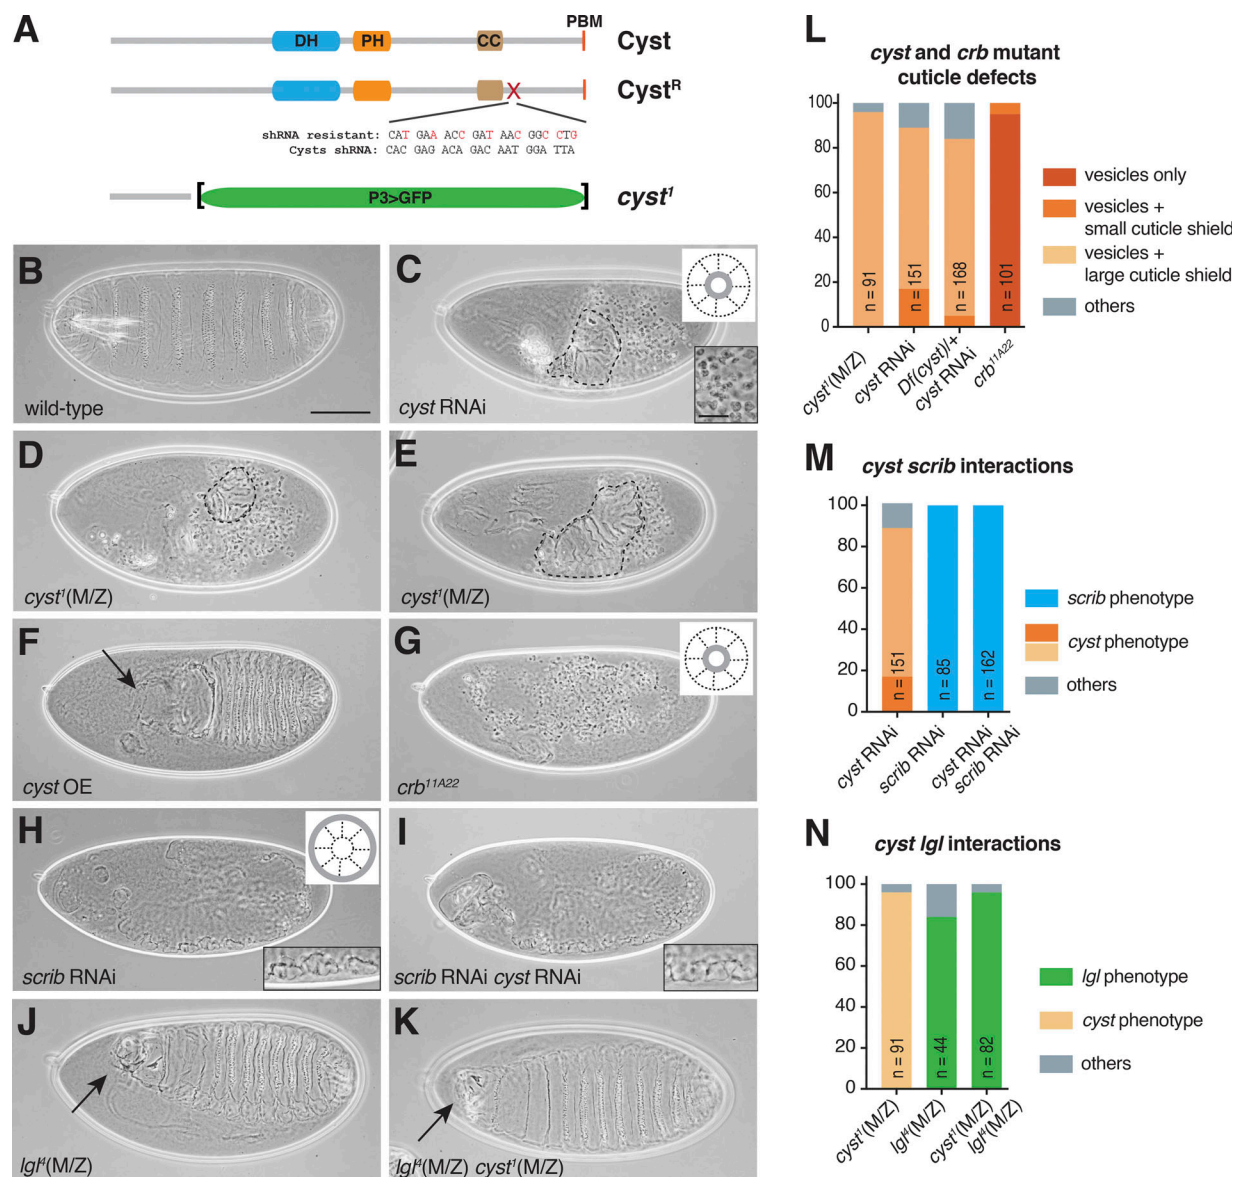 A
PBM
DH PH CC
Cyst
X
Cystᴿ
shRNA resistant: CAT GAA ACC GAT AAC GGC CTG
Cysts shRNA: CAC GAG ACA GAC AAT GGA TTA
[ P3>GFP ]
cyst¹
B
wild-type
C
cyst RNAi
D
cyst¹(M/Z)
E
cyst¹(M/Z)
F
cyst OE
G
crb¹¹ᴬ²²
H
scrib RNAi
I
scrib RNAi cyst RNAi
J
lgl⁴(M/Z)
K
lgl⁴(M/Z) cyst¹(M/Z)
L
cyst and crb mutant
cuticle defects
100
80
60
40
20
0
n = 91
n = 151
n = 168
n = 101
cyst¹(M/Z)
cyst RNAi
Df(cyst)/+
cyst RNAi
crb¹¹ᴬ²²
vesicles only
vesicles +
small cuticle shield
vesicles +
large cuticle shield
others
M
cyst scrib interactions
100
80
60
40
20
0
n = 151
n = 85
n = 162
cyst RNAi
scrib RNAi
cyst RNAi
scrib RNAi
scrib phenotype
cyst phenotype
others
N
cyst lgl interactions
100
80
60
40
20
0
n = 91
n = 44
n = 82
cyst¹(M/Z)
lgl⁴(M/Z)
cyst¹(M/Z)
lgl⁴(M/Z)
lgl phenotype
cyst phenotype
others